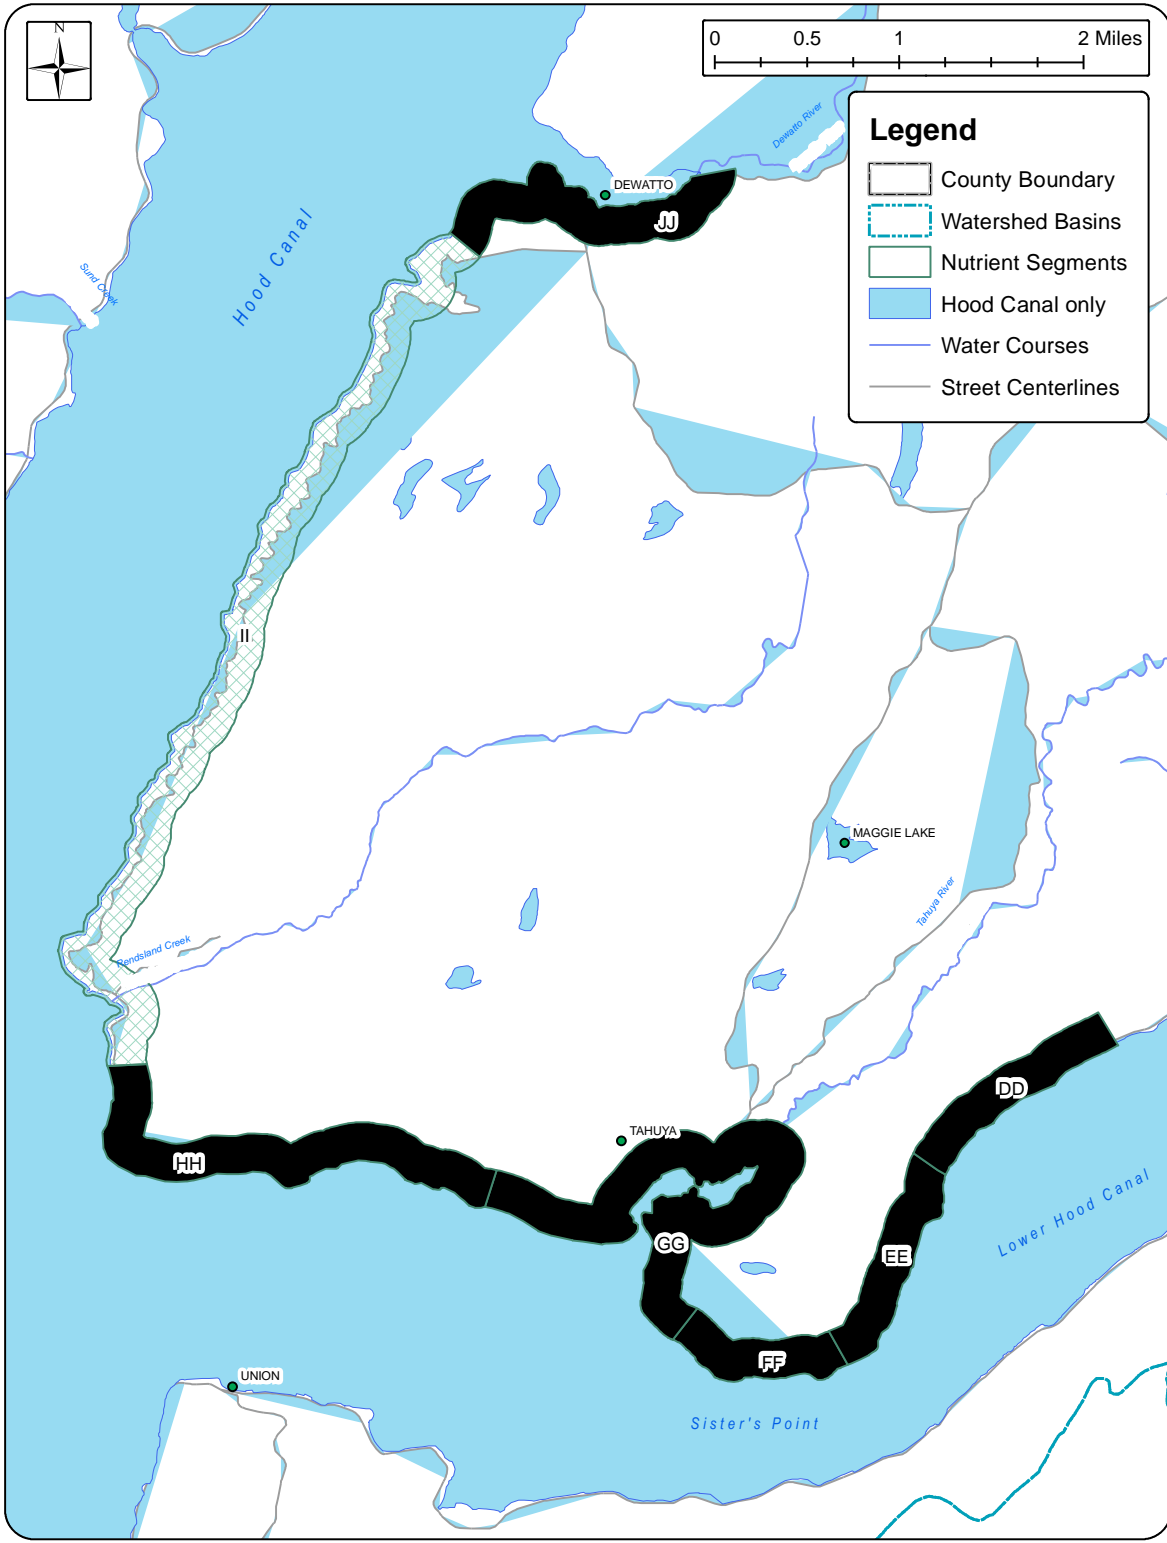 N
0 0.5 1 2 Miles
Legend
County Boundary
Watershed Basins
Nutrient Segments
Hood Canal only
Water Courses
Street Centerlines
Dewatto River
DEWATTO
JJ
Hood Canal
Sund Creek
II
MAGGIE LAKE
Tahuya River
Rendsland Creek
DD
TAHUYA
HH
GG
EE
Lower Hood Canal
FF
UNION
Sister's Point